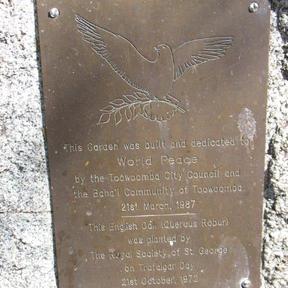 This Garden was built and dedicated to
World Peace
by the Toowoomba City Council and
the Baha'i Community of Toowoomba
21st March, 1987
This English Oak (Quercus Robur)
was planted by
The Royal Society of St. George
on Trafalgar Day
21st October, 1972